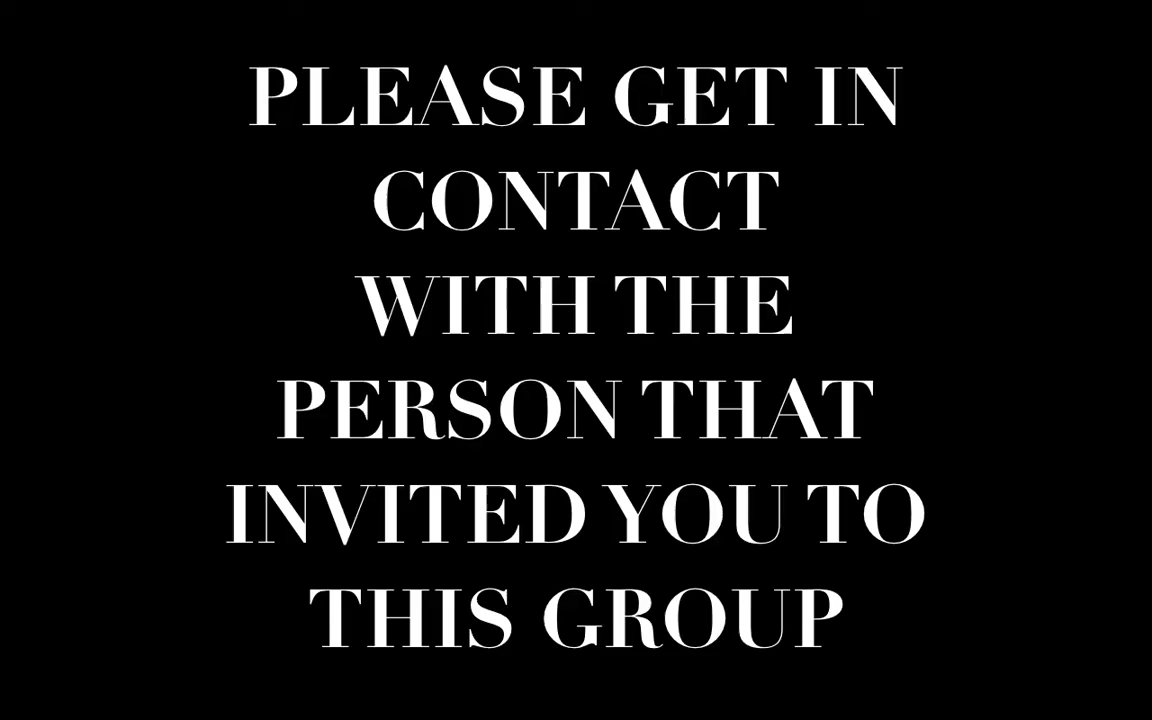 PLEASE GET IN
CONTACT
WITH THE
PERSON THAT
INVITED YOU TO
THIS GROUP